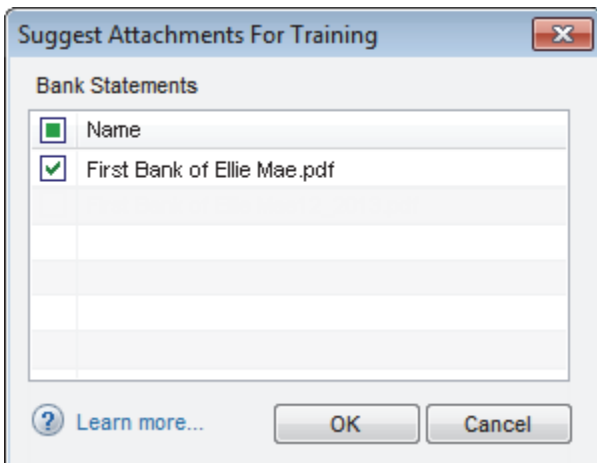 Suggest Attachments For Training
Bank Statements
Name
First Bank of Ellie Mae.pdf
? Learn more...
OK
Cancel